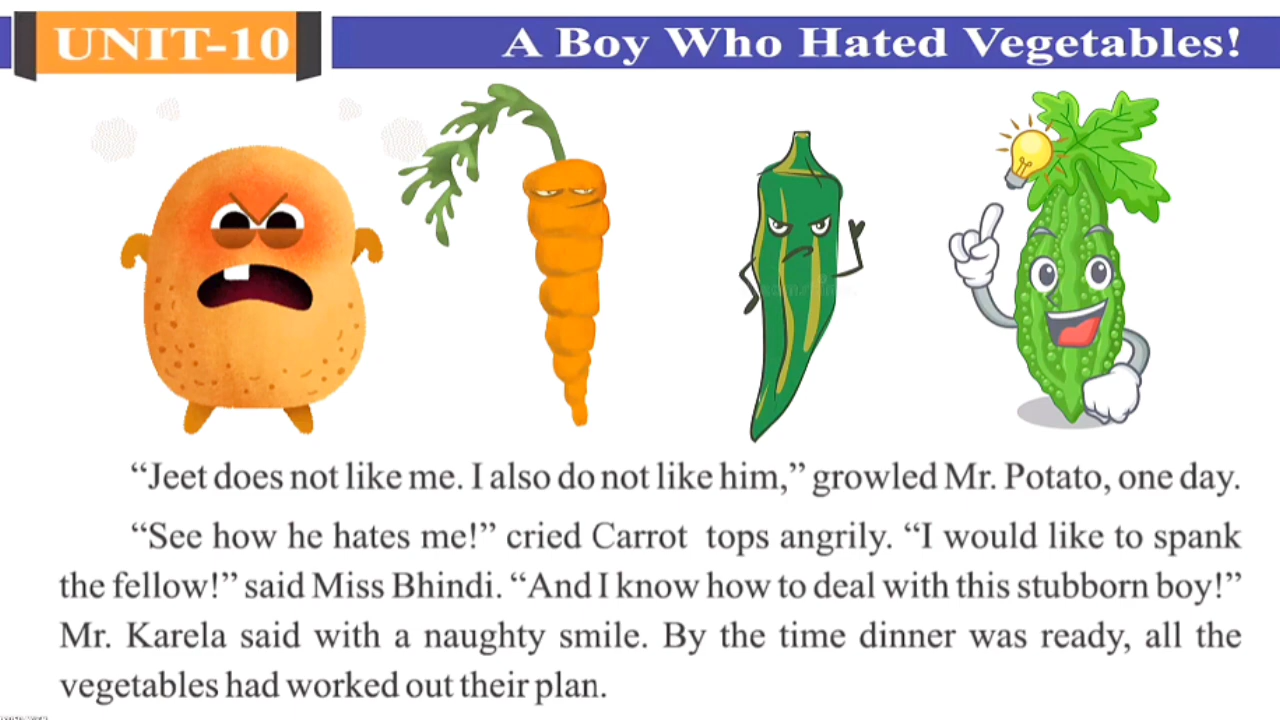 UNIT-10
A Boy Who Hated Vegetables!
“Jeet does not like me. I also do not like him,” growled Mr. Potato, one day.
“See how he hates me!” cried Carrot tops angrily. “I would like to spank
the fellow!” said Miss Bhindi. “And I know how to deal with this stubborn boy!”
Mr. Karela said with a naughty smile. By the time dinner was ready, all the
vegetables had worked out their plan.